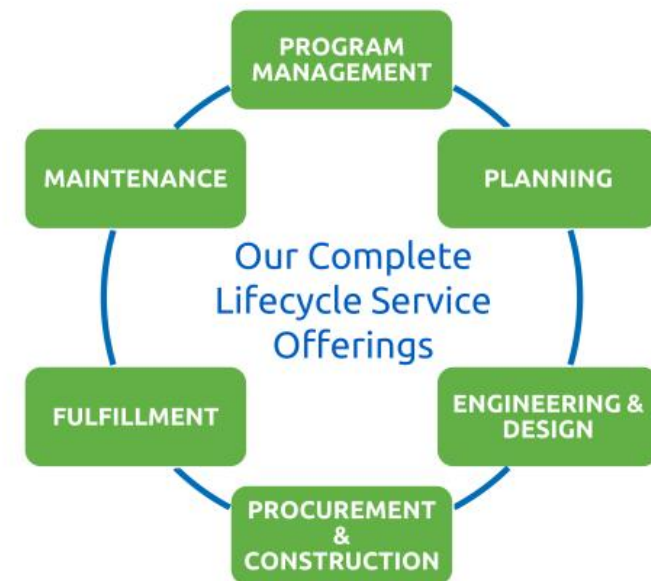 PROGRAM
MANAGEMENT
MAINTENANCE
PLANNING
Our Complete
Lifecycle Service
Offerings
FULFILLMENT
ENGINEERING &
DESIGN
PROCUREMENT
&
CONSTRUCTION